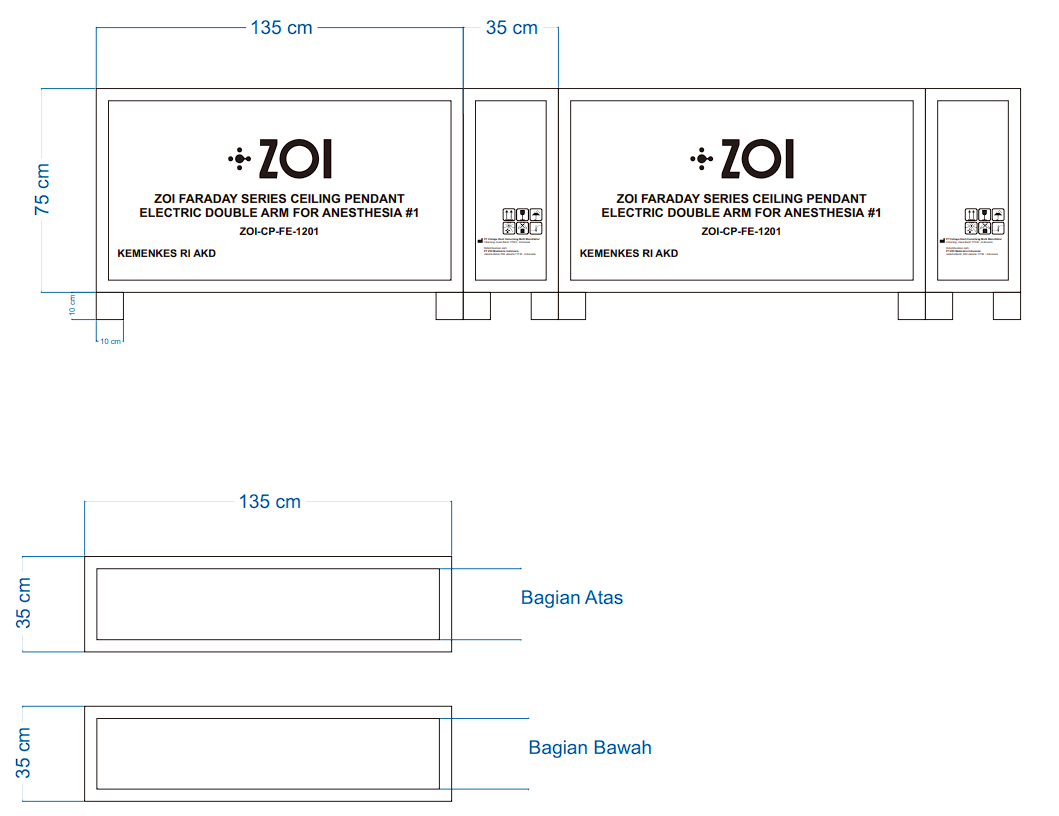 135 cm
35 cm
75 cm
ZOI
ZOI FARADAY SERIES CEILING PENDANT
ELECTRIC DOUBLE ARM FOR ANESTHESIA #1
ZOI-CP-FE-1201
KEMENKES RI AKD
ZOI
ZOI FARADAY SERIES CEILING PENDANT
ELECTRIC DOUBLE ARM FOR ANESTHESIA #1
ZOI-CP-FE-1201
KEMENKES RI AKD
10 cm
10 cm
135 cm
35 cm
Bagian Atas
35 cm
Bagian Bawah